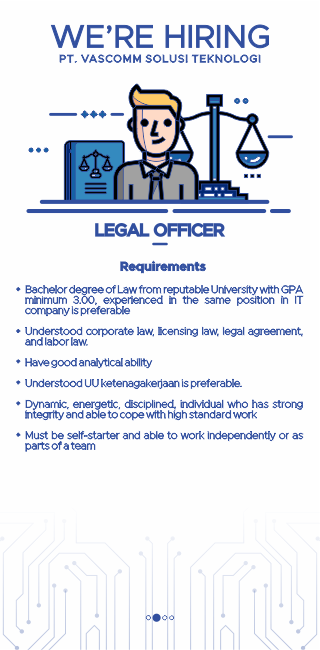 WE'RE HIRING
PT. VASCOMM SOLUSI TEKNOLOGI
LEGAL OFFICER
Requirements
Bachelor degree of Law from reputable University with GPA
minimum 3.00, experienced in the same position in IT
company is preferable
Understood corporate law, licensing law, legal agreement,
and labor law.
Have good analytical ability
Understood UU ketenagakerjaan is preferable.
Dynamic, energetic, disciplined, individual who has strong
integrity and able to cope with high standard work
Must be self-starter and able to work independently or as
parts of a team